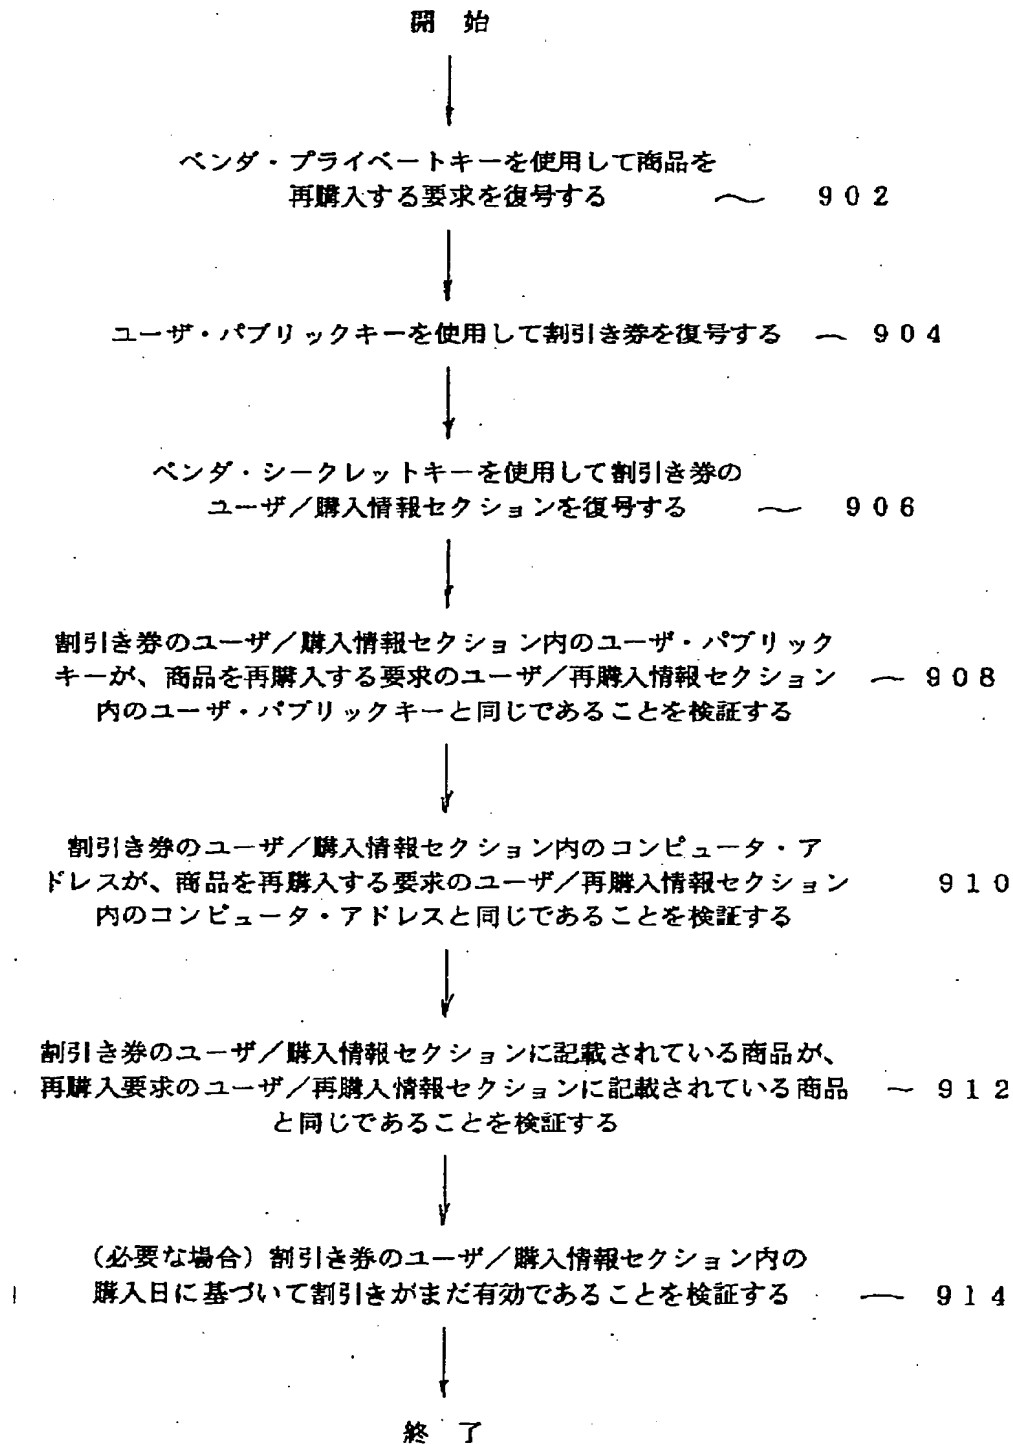 開 始
ベンダ・プライベートキーを使用して商品を
再購入する要求を復号する 〜 902
ユーザ・パブリックキーを使用して割引き券を復号する 〜 904
ベンダ・シークレットキーを使用して割引き券の
ユーザ／購入情報セクションを復号する 〜 906
割引き券のユーザ／購入情報セクション内のユーザ・パブリック
キーが、商品を再購入する要求のユーザ／再購入情報セクション 〜 908
内のユーザ・パブリックキーと同じであることを検証する
割引き券のユーザ／購入情報セクション内のコンピュータ・ア
ドレスが、商品を再購入する要求のユーザ／再購入情報セクション 910
内のコンピュータ・アドレスと同じであることを検証する
割引き券のユーザ／購入情報セクションに記載されている商品が、
再購入要求のユーザ／再購入情報セクションに記載されている商品 〜 912
と同じであることを検証する
（必要な場合）割引き券のユーザ／購入情報セクション内の
購入日に基づいて割引きがまだ有効であることを検証する 〜 914
終 了